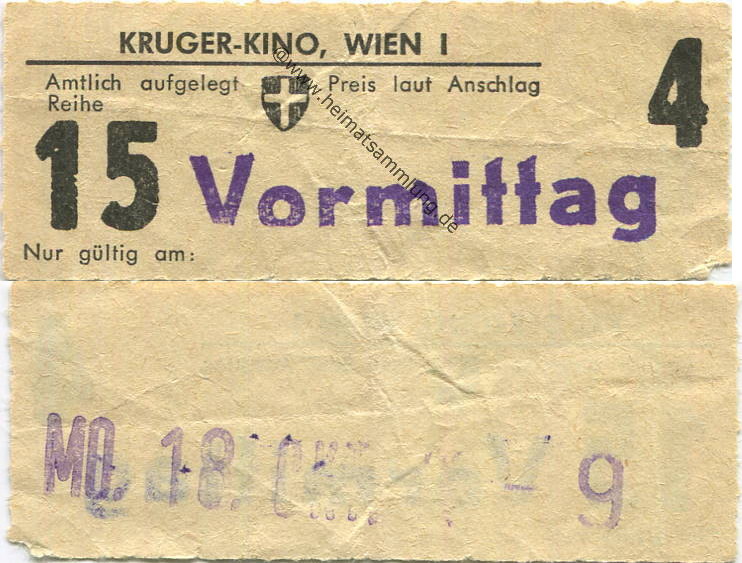 KRUGER-KINO, WIEN I
Amtlich aufgelegt Preis laut Anschlag
Reihe
4
15 Vormittag
Nur gültig am:
@www.heimatsammlung.de
MO. 18. 9